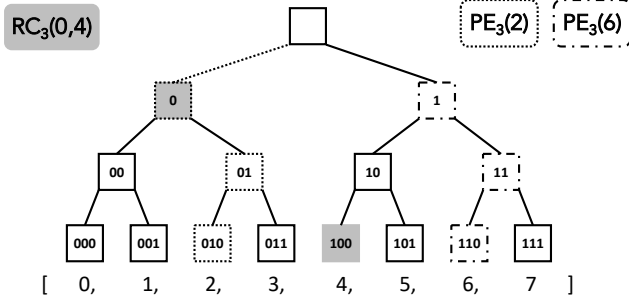 RC₃(0,4) PE₃(2) PE₃(6)
0 1
00 01 10 11
000 001 010 011 100 101 110 111
[ 0, 1, 2, 3, 4, 5, 6, 7 ]